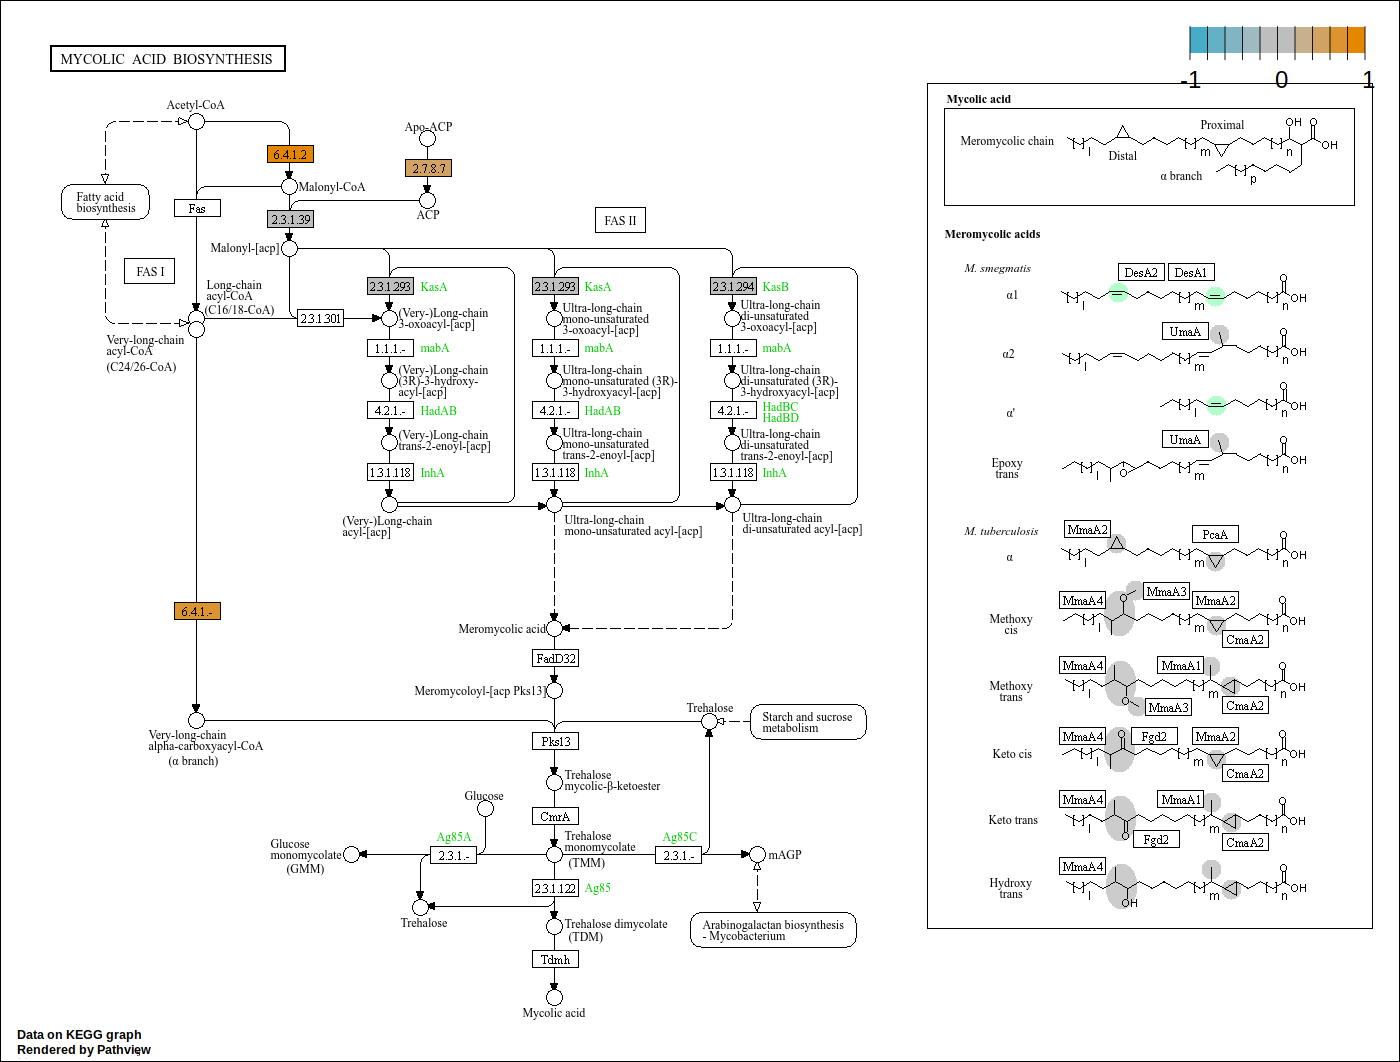 MYCOLIC ACID BIOSYNTHESIS
-1
0
1
Acetyl-CoA
6.4.1.2
Apo-ACP
2.7.8.7
Malonyl-CoA
ACP
Fatty acid
biosynthesis
Fas
2.3.1.39
FAS II
Malonyl-[acp]
FAS I
Long-chain
acyl-CoA
(C16/18-CoA)
2.3.1.301
Very-long-chain
acyl-CoA
(C24/26-CoA)
2.3.1.293
KasA
(Very-)Long-chain
3-oxoacyl-[acp]
1.1.1.-
mabA
(Very-)Long-chain
(3R)-3-hydroxy-
acyl-[acp]
4.2.1.-
HadAB
(Very-)Long-chain
trans-2-enoyl-[acp]
1.3.1.118
InhA
(Very-)Long-chain
acyl-[acp]
2.3.1.293
KasA
Ultra-long-chain
mono-unsaturated
3-oxoacyl-[acp]
1.1.1.-
mabA
Ultra-long-chain
mono-unsaturated (3R)-
3-hydroxyacyl-[acp]
4.2.1.-
HadAB
Ultra-long-chain
mono-unsaturated
trans-2-enoyl-[acp]
1.3.1.118
InhA
Ultra-long-chain
mono-unsaturated acyl-[acp]
2.3.1.294
KasB
Ultra-long-chain
di-unsaturated
3-oxoacyl-[acp]
1.1.1.-
mabA
Ultra-long-chain
di-unsaturated (3R)-
3-hydroxyacyl-[acp]
4.2.1.-
HadBC
HadBD
Ultra-long-chain
di-unsaturated
trans-2-enoyl-[acp]
1.3.1.118
InhA
Ultra-long-chain
di-unsaturated acyl-[acp]
6.4.1.-
Meromycolic acid
FadD32
Meromycoloyl-[acp Pks13]
Very-long-chain
alpha-carboxyacyl-CoA
(α branch)
Trehalose
Starch and sucrose
metabolism
Pks13
Trehalose
mycolic-β-ketoester
Glucose
CmrA
Ag85A
2.3.1.-
Glucose
monomycolate
(GMM)
Trehalose
monomycolate
(TMM)
Ag85C
2.3.1.-
mAGP
2.3.1.122
Ag85
Trehalose
Trehalose dimycolate
(TDM)
Arabinogalactan biosynthesis
- Mycobacterium
Tdmh
Mycolic acid
Mycolic acid
Meromycolic chain
Proximal
Distal
α branch
OH
O
OH
l
m
n
p
Meromycolic acids
M. smegmatis
DesA2
DesA1
α1
O
OH
l
m
n
UmaA
α2
O
OH
l
m
n
α'
O
OH
l
n
UmaA
Epoxy
trans
O
O
OH
l
m
n
M. tuberculosis
MmaA2
PcaA
α
O
OH
l
m
n
MmaA4
MmaA3
MmaA2
Methoxy
cis
O
O
OH
l
m
n
CmaA2
MmaA4
MmaA1
Methoxy
trans
O
O
OH
l
m
n
MmaA3
CmaA2
MmaA4
Fgd2
MmaA2
Keto cis
O
O
OH
l
m
n
CmaA2
MmaA4
MmaA1
Keto trans
O
O
OH
l
m
n
Fgd2
CmaA2
MmaA4
Hydroxy
trans
OH
O
OH
l
m
n
Data on KEGG graph
Rendered by Pathview